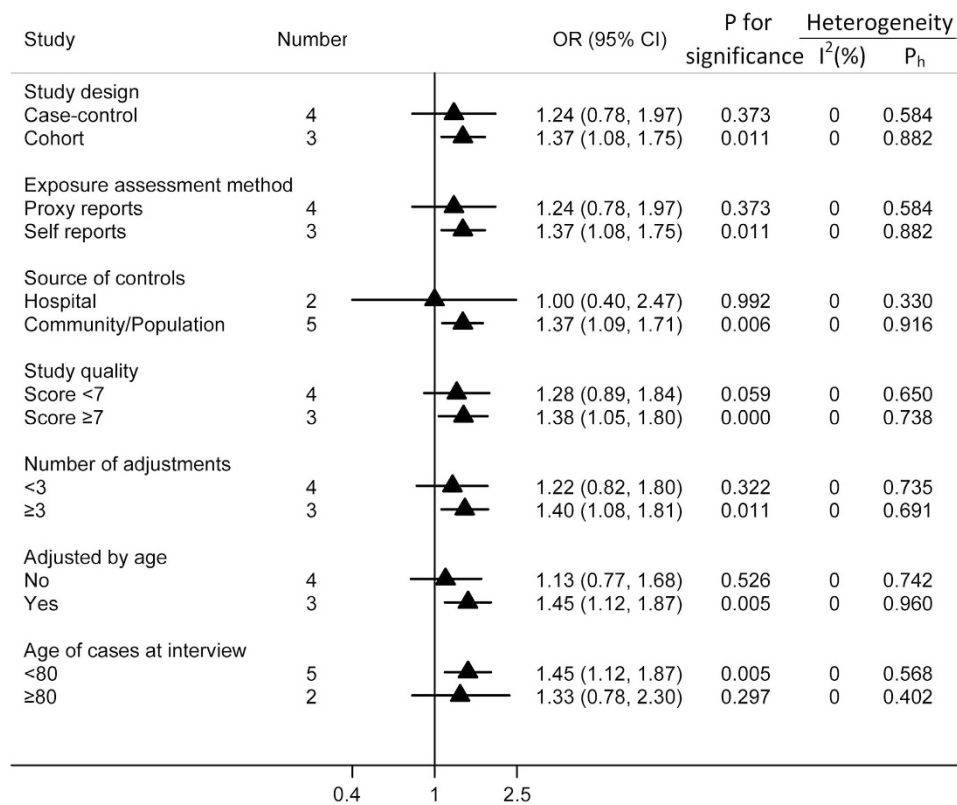 Study Number OR (95% CI) P for significance Heterogeneity I²(%) Pₕ
Study design
Case-control 4 1.24 (0.78, 1.97) 0.373 0 0.584
Cohort 3 1.37 (1.08, 1.75) 0.011 0 0.882
Exposure assessment method
Proxy reports 4 1.24 (0.78, 1.97) 0.373 0 0.584
Self reports 3 1.37 (1.08, 1.75) 0.011 0 0.882
Source of controls
Hospital 2 1.00 (0.40, 2.47) 0.992 0 0.330
Community/Population 5 1.37 (1.09, 1.71) 0.006 0 0.916
Study quality
Score <7 4 1.28 (0.89, 1.84) 0.059 0 0.650
Score ≥7 3 1.38 (1.05, 1.80) 0.000 0 0.738
Number of adjustments
<3 4 1.22 (0.82, 1.80) 0.322 0 0.735
≥3 3 1.40 (1.08, 1.81) 0.011 0 0.691
Adjusted by age
No 4 1.13 (0.77, 1.68) 0.526 0 0.742
Yes 3 1.45 (1.12, 1.87) 0.005 0 0.960
Age of cases at interview
<80 5 1.45 (1.12, 1.87) 0.005 0 0.568
≥80 2 1.33 (0.78, 2.30) 0.297 0 0.402
0.4 1 2.5